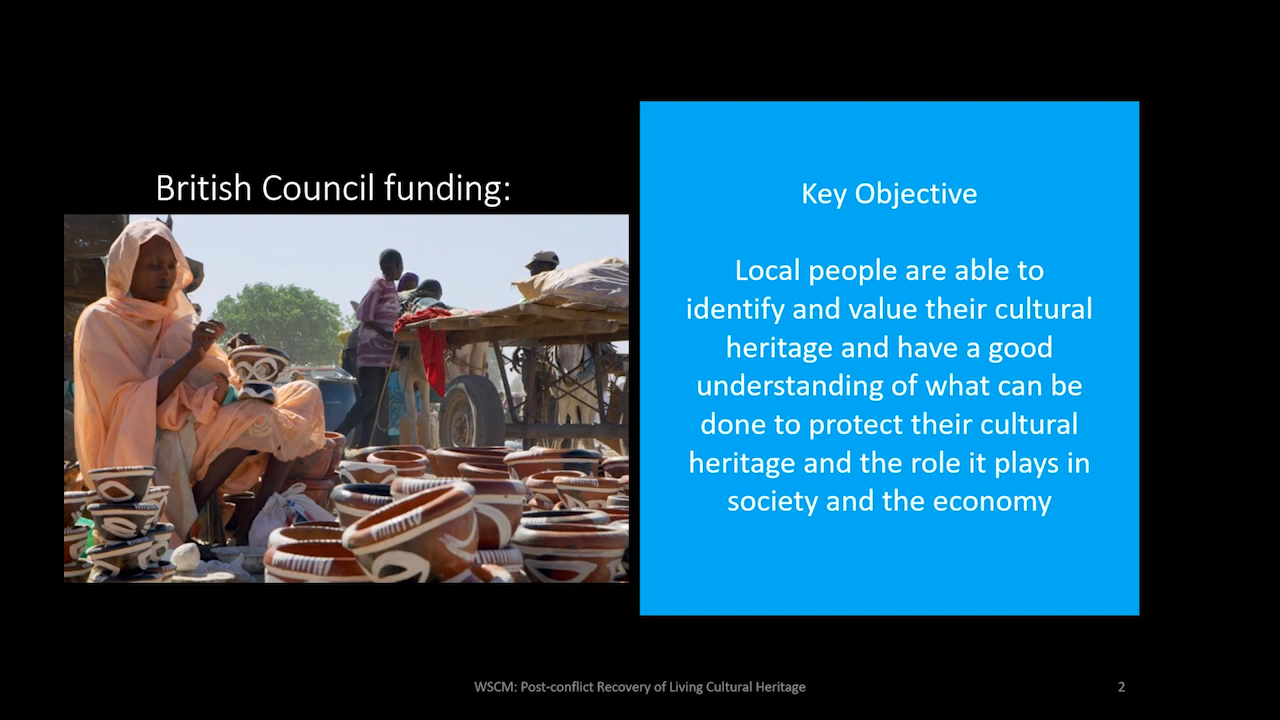 British Council funding:
Key Objective
Local people are able to
identify and value their cultural
heritage and have a good
understanding of what can be
done to protect their cultural
heritage and the role it plays in
society and the economy
WSCM: Post-conflict Recovery of Living Cultural Heritage
2